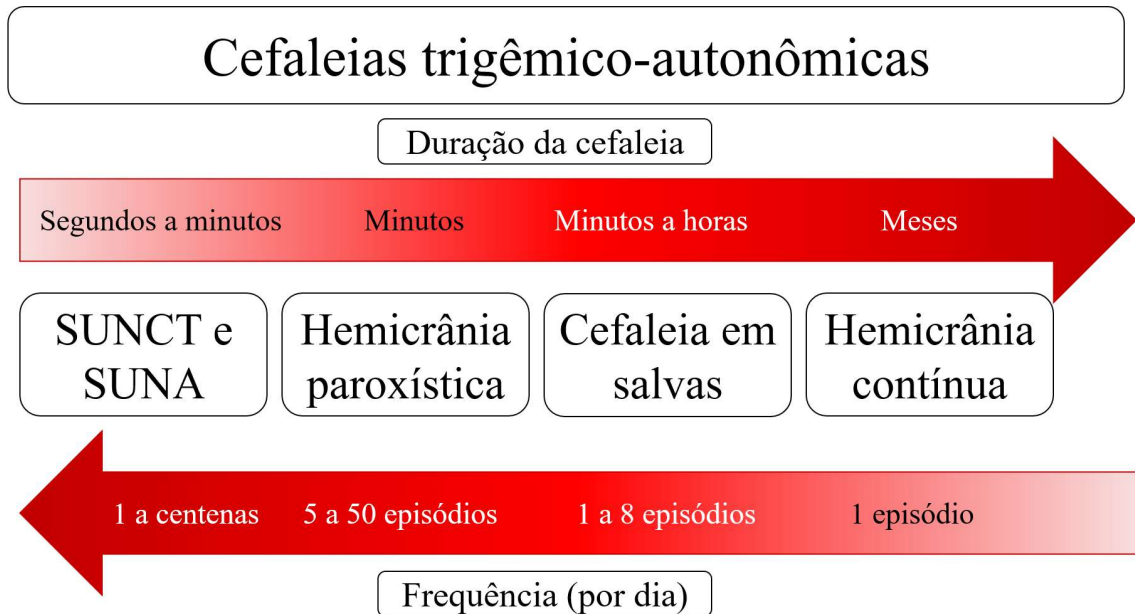 Cefaleias trigêmico-autonômicas
Duração da cefaleia
Segundos a minutos
Minutos
Minutos a horas
Meses
SUNCT e
SUNA
Hemicrânia
paroxística
Cefaleia em
salvas
Hemicrânia
contínua
1 a centenas
5 a 50 episódios
1 a 8 episódios
1 episódio
Frequência (por dia)